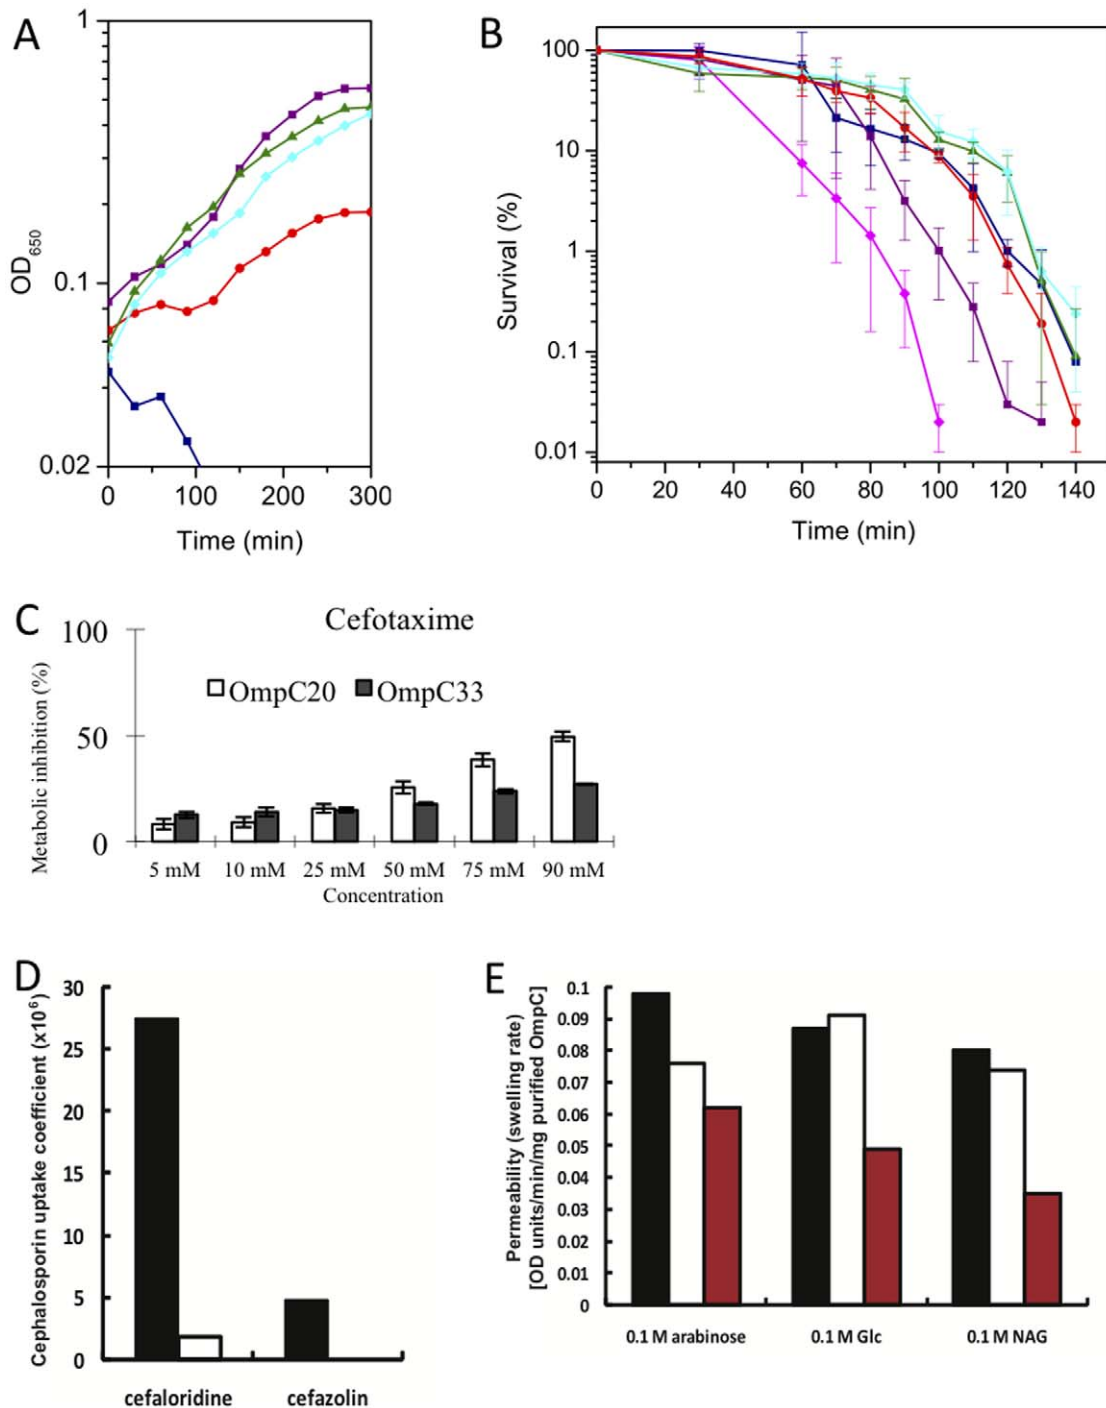 A
1
0.1
0.02
OD650
0
100
200
300
Time (min)
B
100
10
1
0.1
0.01
Survival (%)
0
20
40
60
80
100
120
140
Time (min)
C
Cefotaxime
100
50
0
Metabolic inhibition (%)
OmpC20
OmpC33
5 mM
10 mM
25 mM
50 mM
75 mM
90 mM
Concentration
D
30
25
20
15
10
5
0
Cephalosporin uptake coefficient (x10⁶)
cefaloridine
cefazolin
E
0.1
0.09
0.08
0.07
0.06
0.05
0.04
0.03
0.02
0.01
0
Permeability (swelling rate)
[OD units/min/mg purified OmpC]
0.1 M arabinose
0.1 M Glc
0.1 M NAG